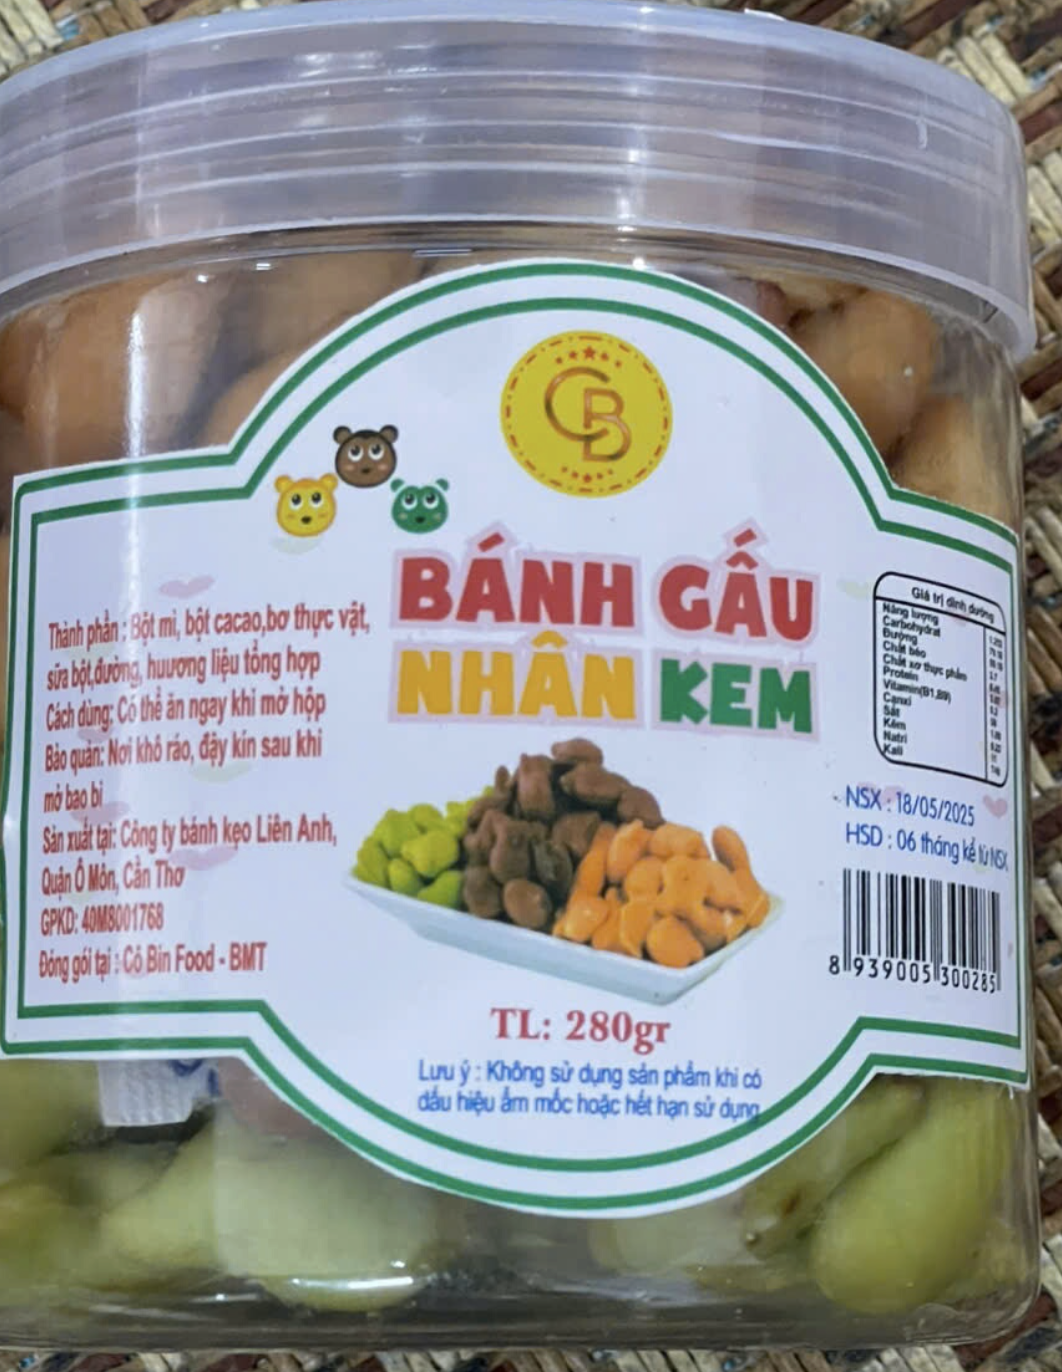 CB
BÁNH GẤU
NHÂN KEM
Thành phần : Bột mì, bột cacao,bơ thực vật,
sữa bột,đường, huương liệu tổng hợp
Cách dùng: Có thể ăn ngay khi mở hộp
Bảo quản: Nơi khô ráo, đậy kín sau khi
mở bao bì
Sản xuất tại: Công ty bánh kẹo Liên Anh,
Quận Ô Môn, Cần Thơ
GPKD: 40M8001768
Đóng gói tại : Cô Bin Food - BMT
Giá trị dinh dưỡng
Năng lượng
Carbohydrat
Đường
Chất béo
Chất xơ thực phẩm
Protein
Vitamin(B1,B9)
Canxi
Sắt
Kẽm
Natri
Kali
NSX : 18/05/2025
HSD : 06 tháng kể từ NSX
8 939005 300285
TL: 280gr
Lưu ý : Không sử dụng sản phẩm khi có
dấu hiệu ẩm mốc hoặc hết hạn sử dụng